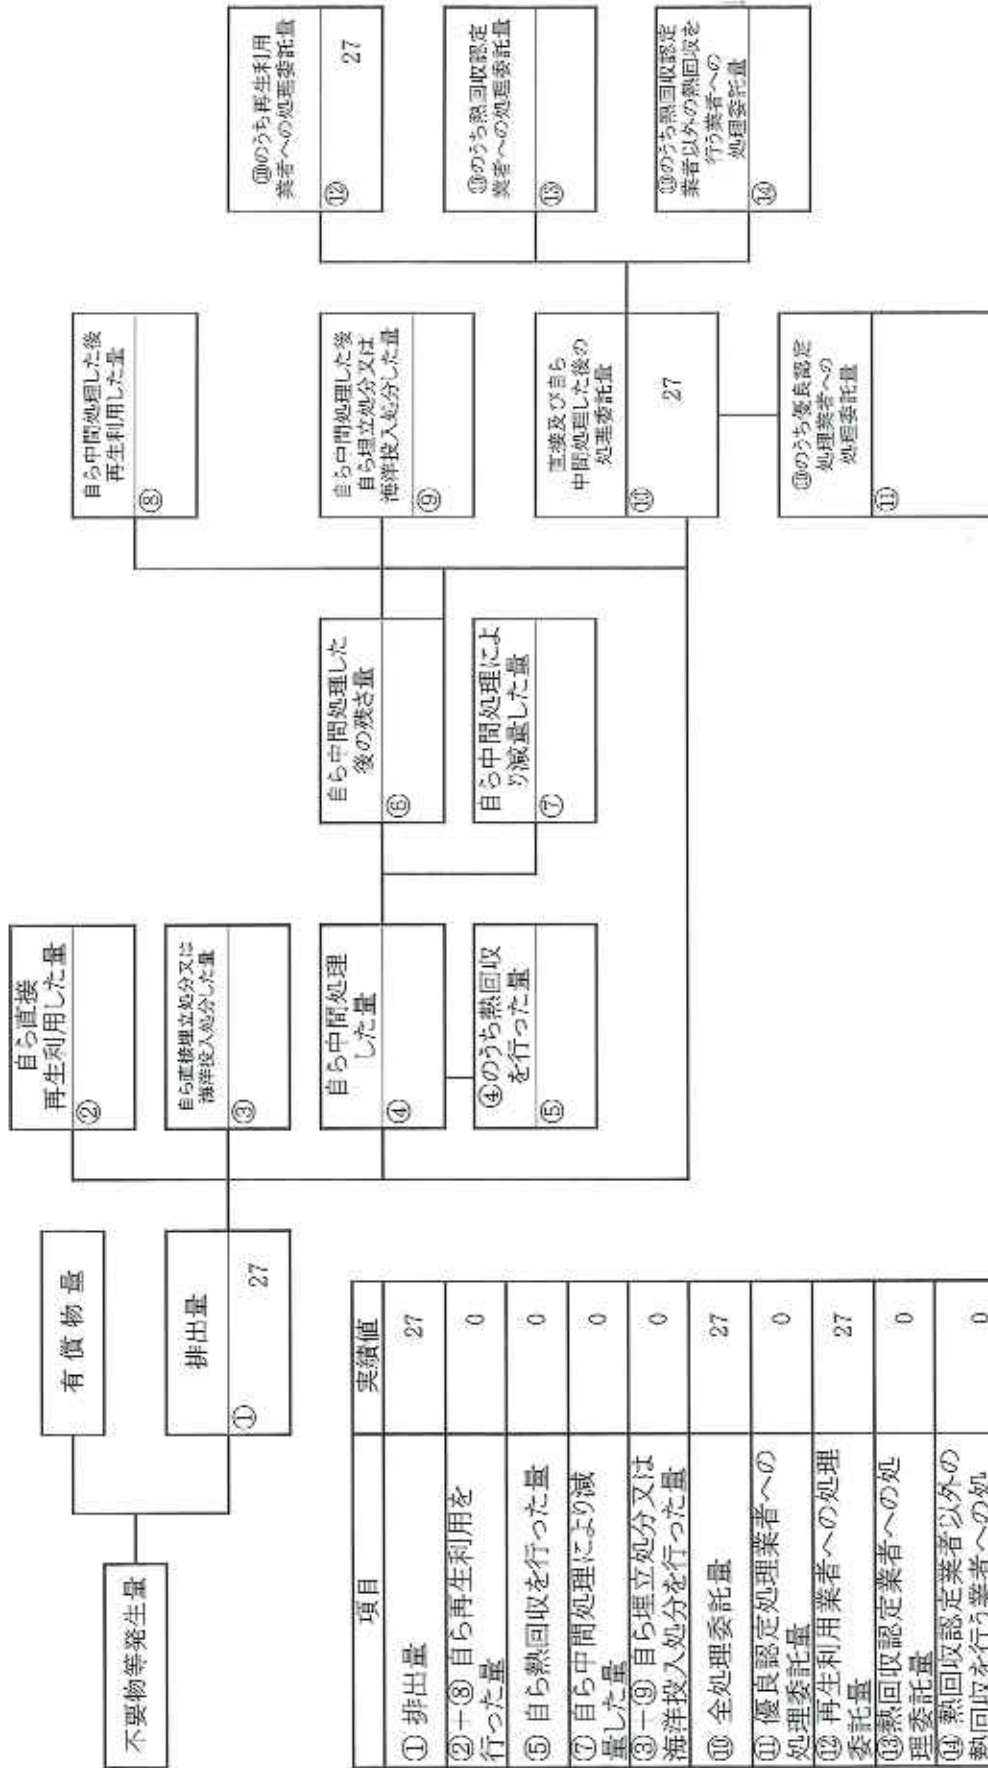 不要物等発生量
有償物量
排出量
①
27
自ら直接
再生利用した量
②
自ら直接埋立処分又は
海洋投入処分した量
③
自ら中間処理
した量
④
④のうち熱回収
を行った量
⑤
自ら中間処理した
後の残さ量
⑥
自ら中間処理によ
り減量した量
⑦
自ら中間処理した後
再生利用した量
⑧
自ら中間処理した後
自ら埋立処分又は
海洋投入処分した量
⑨
直接及び自ら
中間処理した後の
処理委託量
⑩
27
⑩のうち優良認定
処理業者への
処理委託量
⑪
⑩のうち再生利用
業者への処理委託量
⑫
27
⑩のうち熱回収認定
業者への処理委託量
⑬
⑩のうち熱回収認定
業者以外の熱回収を
行う業者への
処理委託量
⑭
項目 実績値
① 排出量 27
②+⑧ 自ら再生利用を
行った量 0
⑤ 自ら熱回収を行った量 0
⑦ 自ら中間処理により減
量した量 0
③+⑨ 自ら埋立処分又は
海洋投入処分を行った量 0
⑩ 全処理委託量 27
⑪ 優良認定処理業者への
処理委託量 0
⑫ 再生利用業者への処理
委託量 27
⑬熱回収認定業者への処
理委託量 0
⑭ 熱回収認定業者以外の
熱回収を行う業者への処 0